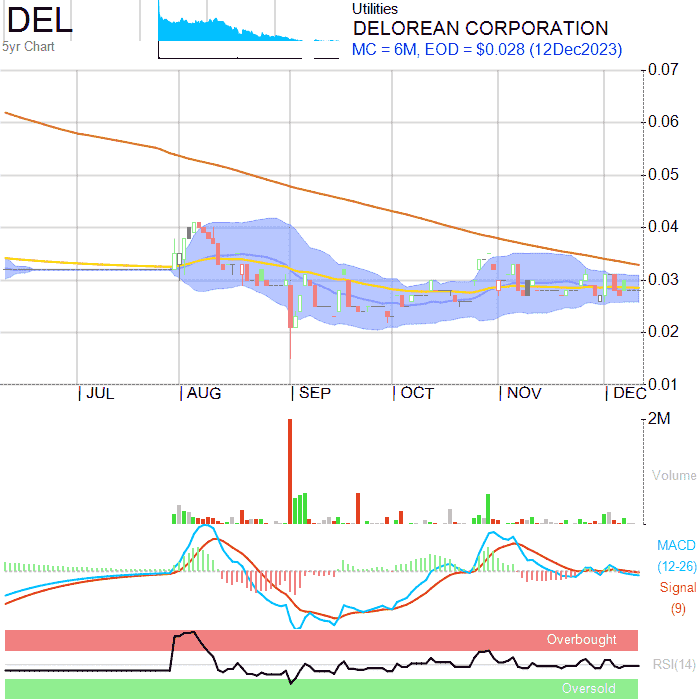 DEL
5yr Chart
Utilities
DELOREAN CORPORATION
MC = 6M, EOD = $0.028 (12Dec2023)
0.07
0.06
0.05
0.04
0.03
0.02
0.01
JUL AUG SEP OCT NOV DEC
2M
Volume
MACD
(12-26)
Signal
(9)
Overbought
RSI(14)
Oversold